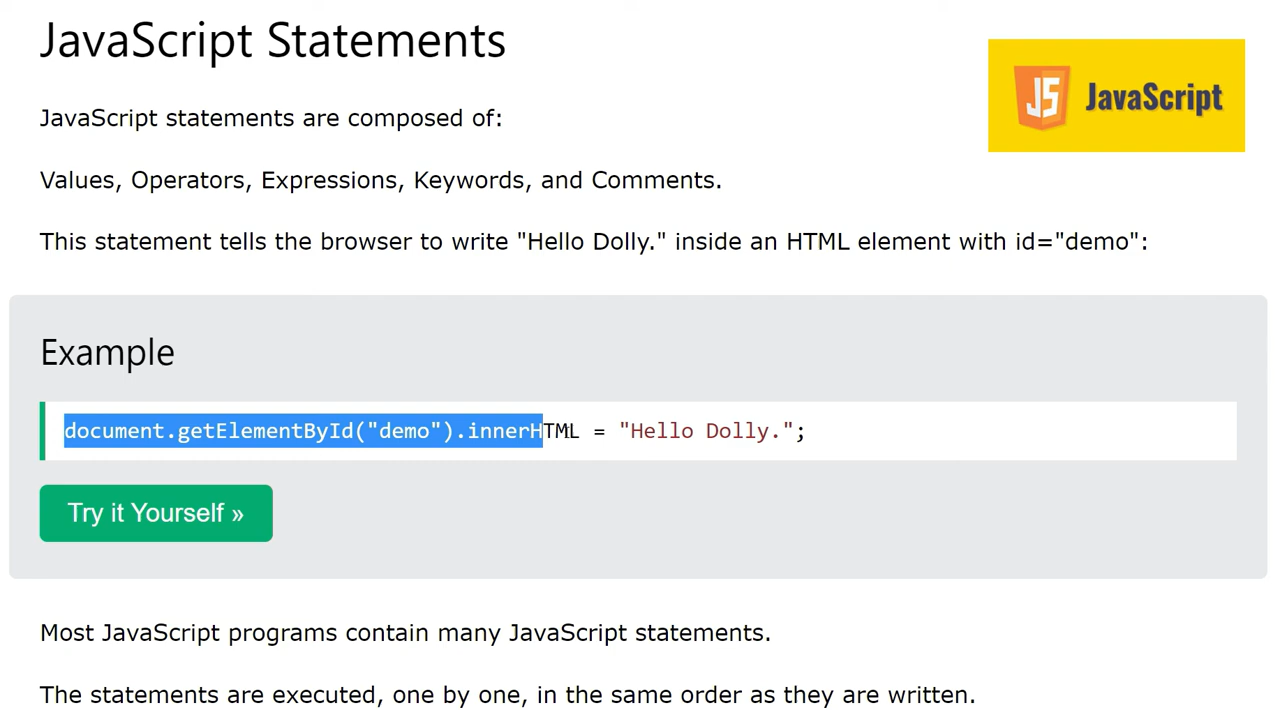 JavaScript Statements
JS JavaScript
JavaScript statements are composed of:
Values, Operators, Expressions, Keywords, and Comments.
This statement tells the browser to write "Hello Dolly." inside an HTML element with id="demo":
Example
document.getElementById("demo").innerHTML = "Hello Dolly.";
Try it Yourself »
Most JavaScript programs contain many JavaScript statements.
The statements are executed, one by one, in the same order as they are written.